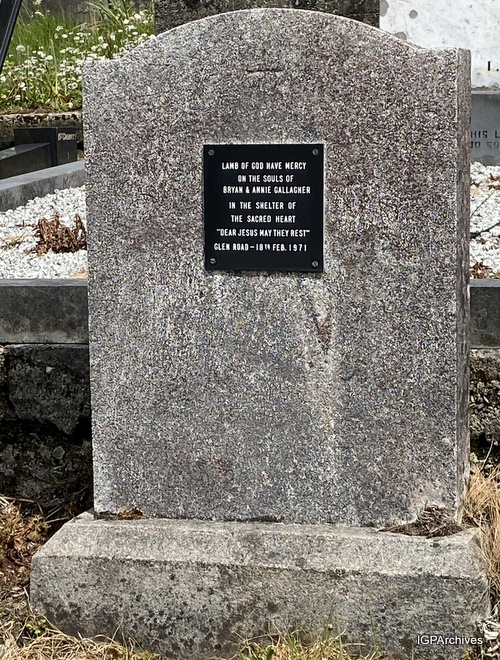 LAMB OF GOD HAVE MERCY
ON THE SOULS OF
BRYAN & ANNIE GALLAGHER
IN THE SHELTER OF
THE SACRED HEART
"DEAR JESUS MAY THEY REST"
GLEN ROAD – 18TH FEB. 1971
IGPArchives